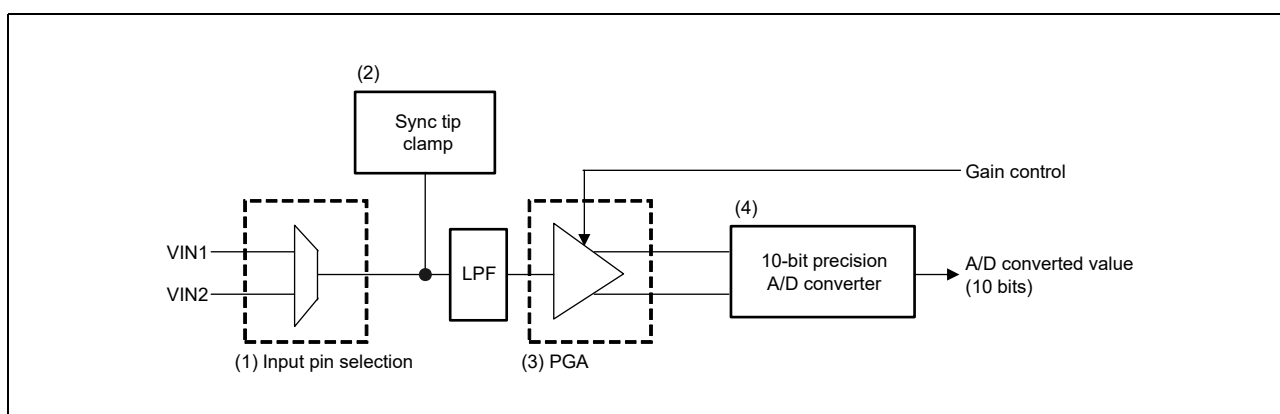 (2)
Sync tip
clamp
Gain control
(4)
VIN1
VIN2
LPF
10-bit precision
A/D converter
A/D converted value
(10 bits)
(1) Input pin selection
(3) PGA